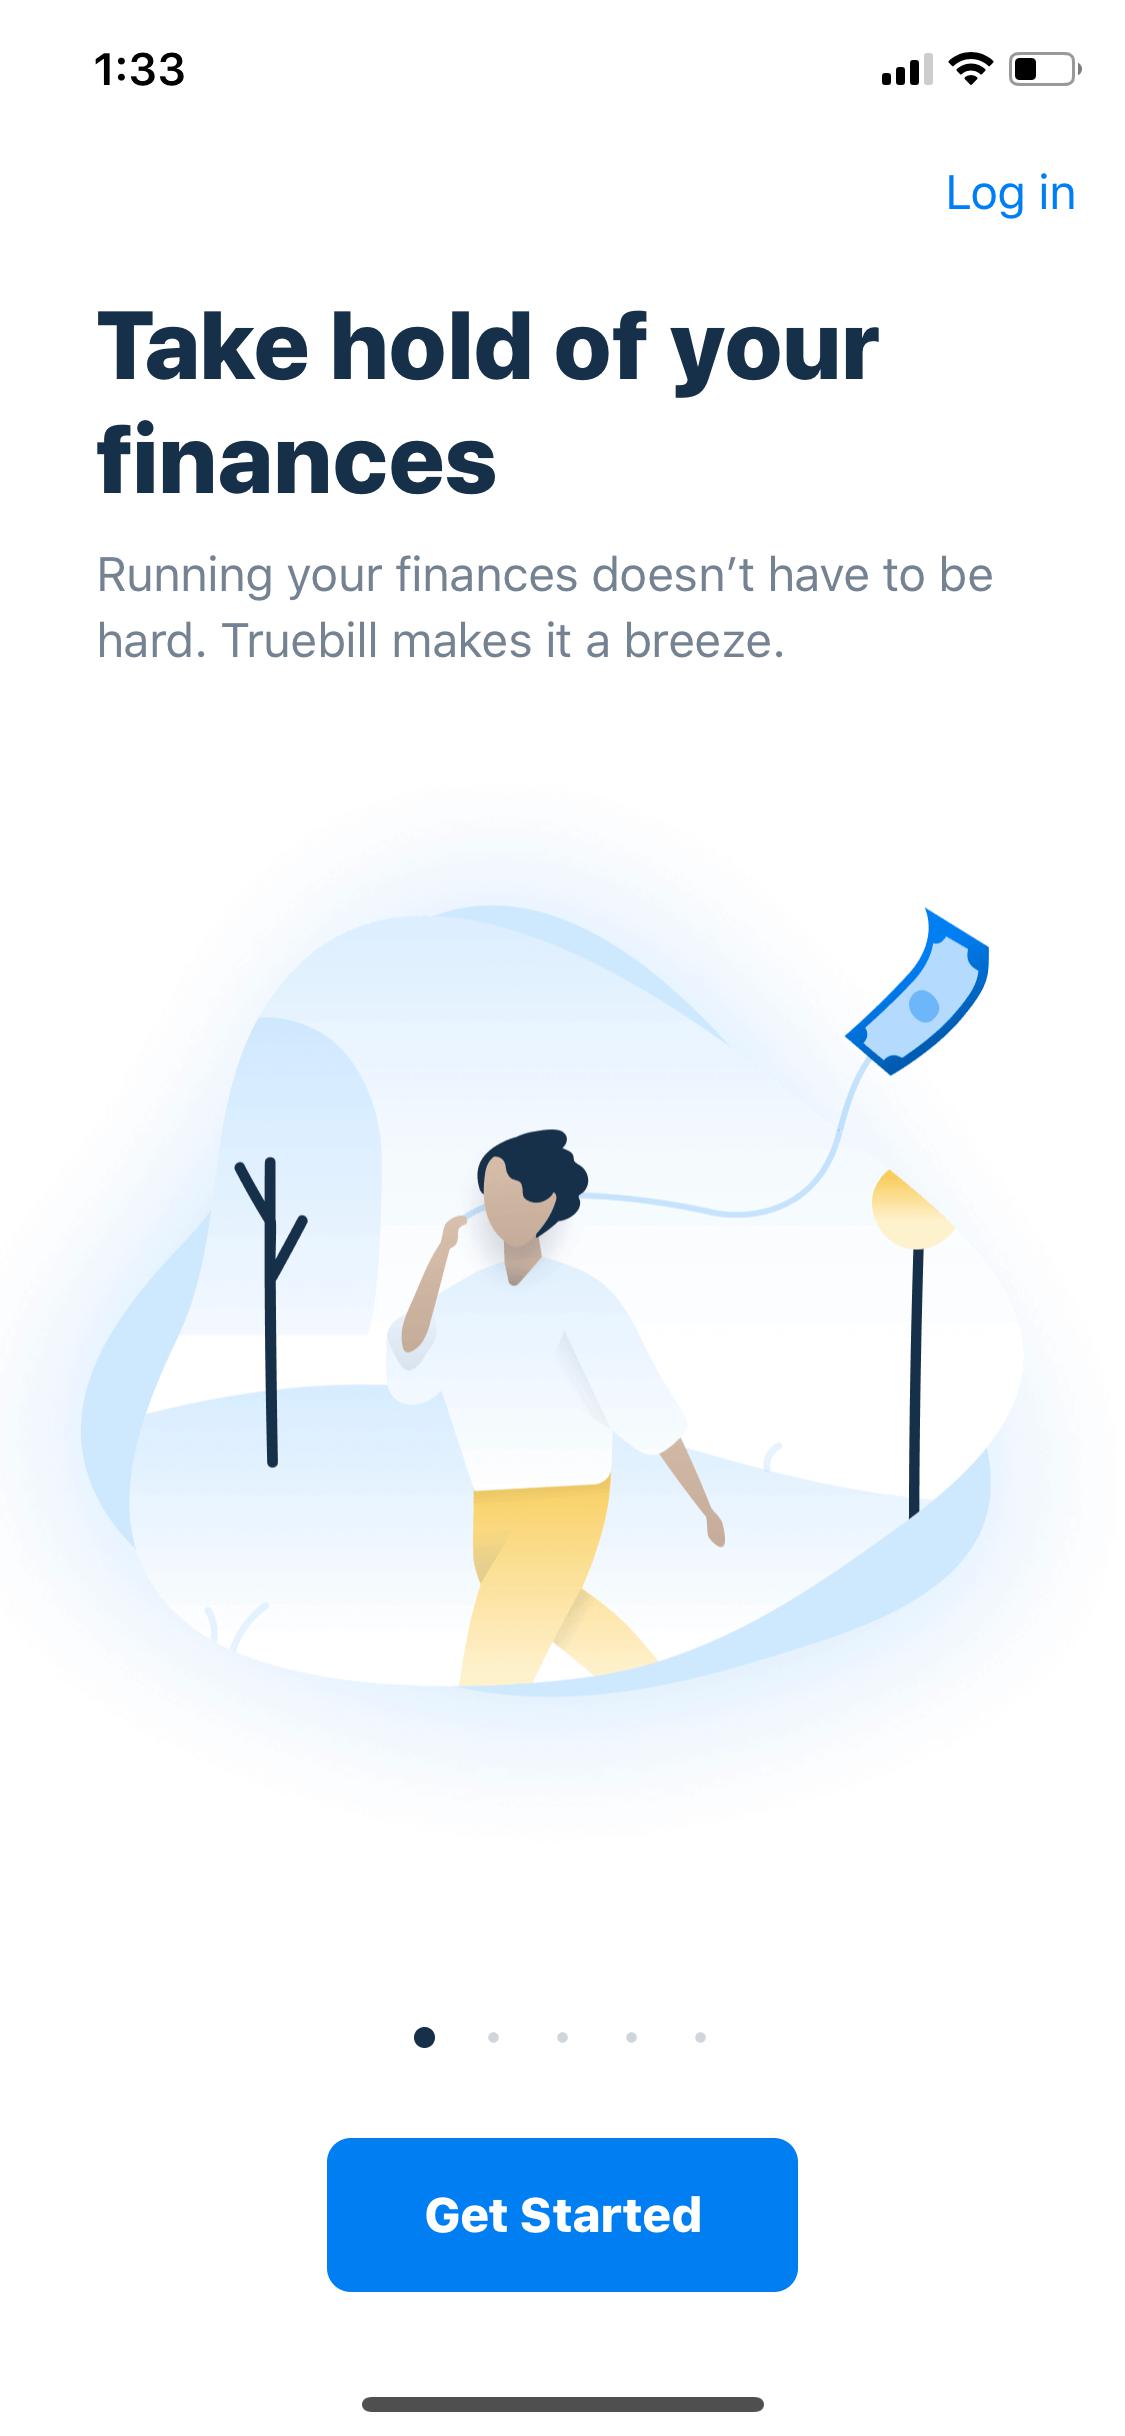 1:33
Log in
Take hold of your
finances
Running your finances doesn’t have to be
hard. Truebill makes it a breeze.
Get Started